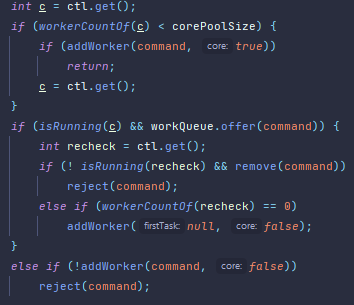 int c = ctl.get();
if (workerCountOf(c) < corePoolSize) {
if (addWorker(command, core: true))
return;
c = ctl.get();
}
if (isRunning(c) && workQueue.offer(command)) {
int recheck = ctl.get();
if (! isRunning(recheck) && remove(command))
reject(command);
else if (workerCountOf(recheck) == 0)
addWorker( firstTask: null, core: false);
}
else if (!addWorker(command, core: false))
reject(command);